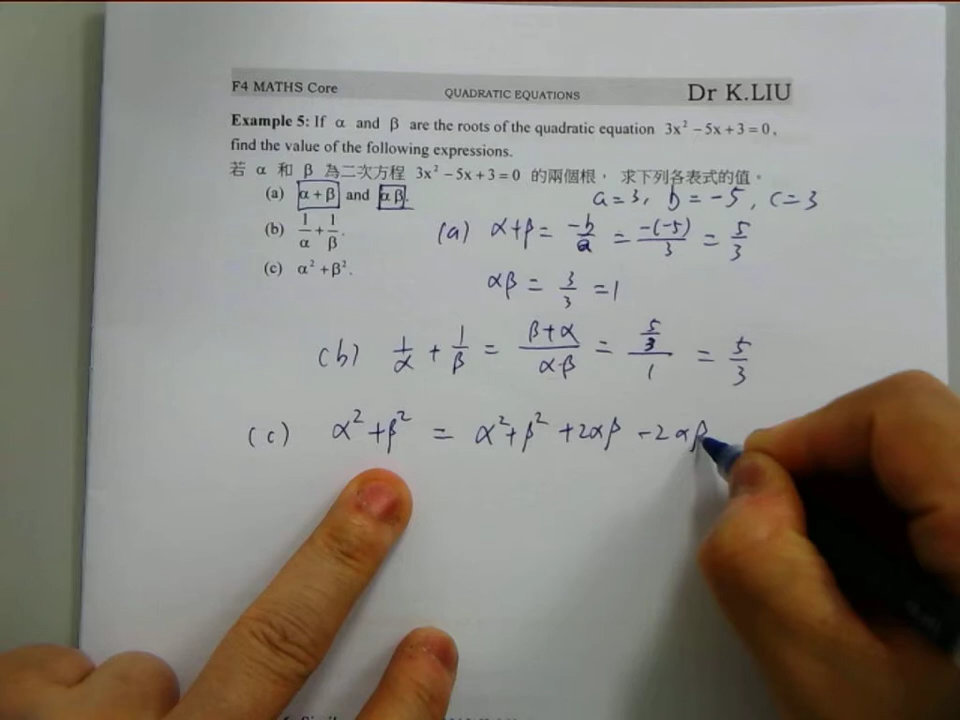 F4 MATHS Core QUADRATIC EQUATIONS Dr K.LIU
Example 5: If α and β are the roots of the quadratic equation 3x² −5x+3=0,
find the value of the following expressions.
若 α 和 β 為二次方程 3x² −5x+3=0 的兩個根，求下列各表式的值。
a=3, b=-5, c=3
(a) α+β and αβ.
(b) 1/α + 1/β.
(c) α² +β².
(a) α+β = -b/a = -(-5)/3 = 5/3
αβ = 3/3 = 1
(b) 1/α + 1/β = (β+α)/αβ = (5/3)/1 = 5/3
(c) α²+β² = α²+β² +2αβ -2αβ